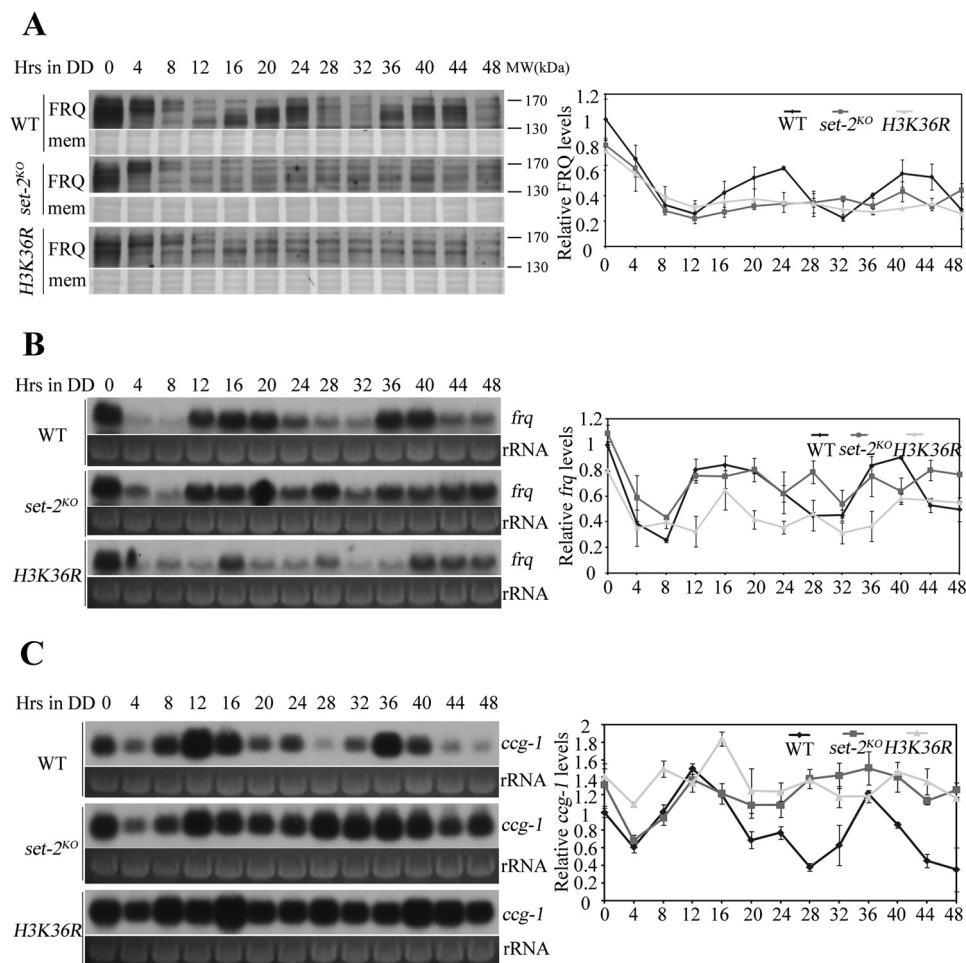 A
Hrs in DD 0 4 8 12 16 20 24 28 32 36 40 44 48 MW(kDa)
WT FRQ 170
mem 130
set-2KO FRQ 170
130
mem
H3K36R FRQ 170
mem 130
Relative FRQ levels
1.2
1
0.8
0.6
0.4
0.2
0
WT set-2KO H3K36R
0 4 8 12 16 20 24 28 32 36 40 44 48
B
Hrs in DD 0 4 8 12 16 20 24 28 32 36 40 44 48
WT frq
rRNA
set-2KO frq
rRNA
H3K36R frq
rRNA
Relative frq levels
1.2
1
0.8
0.6
0.4
0.2
0
WT set-2KO H3K36R
0 4 8 12 16 20 24 28 32 36 40 44 48
C
Hrs in DD 0 4 8 12 16 20 24 28 32 36 40 44 48
WT ccg-1
rRNA
set-2KO ccg-1
rRNA
H3K36R ccg-1
rRNA
Relative ccg-1 levels
2
1.8
1.6
1.4
1.2
1
0.8
0.6
0.4
0.2
0
WT set-2KO H3K36R
0 4 8 12 16 20 24 28 32 36 40 44 48